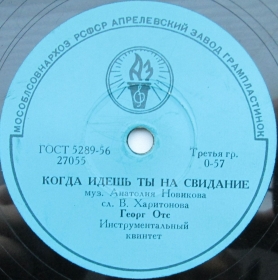 МОСОБЛСОВНАРХОЗ РСФСР АПРЕЛЕВСКИЙ ЗАВОД ГРАМПЛАСТИНОК
ГОСТ 5289-56
27055
Третья гр.
0-57
КОГДА ИДЕШЬ ТЫ НА СВИДАНИЕ
муз. Анатолия Новикова
сл. В. Харитонова
Георг Отс
Инструментальный
квинтет